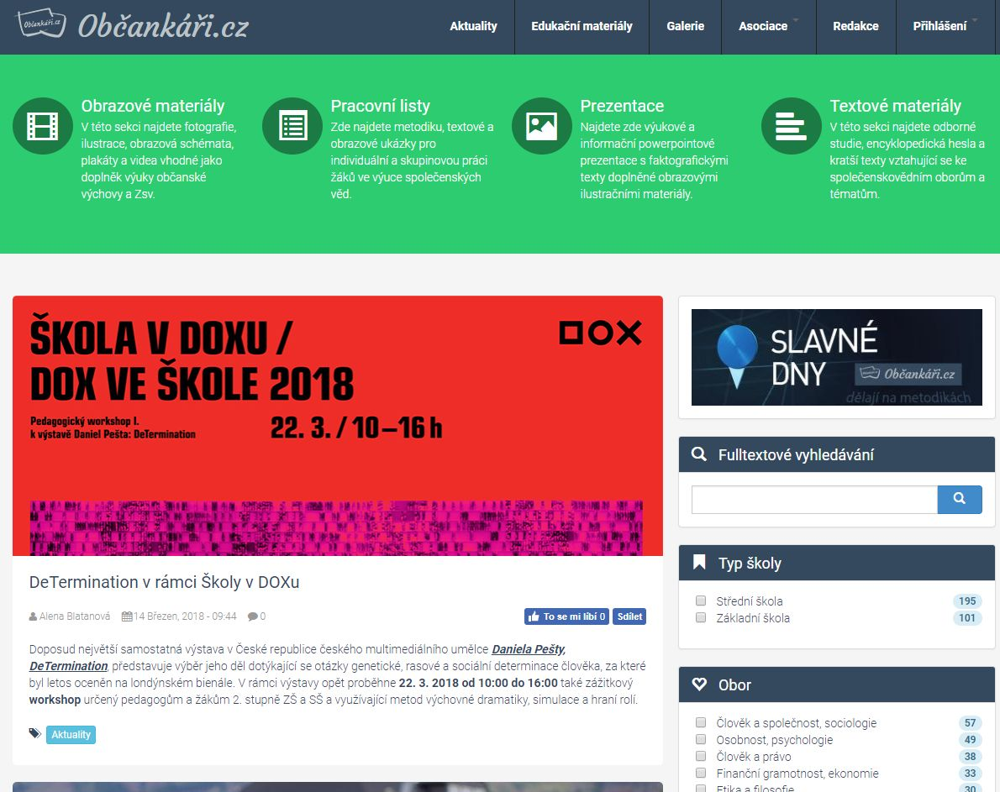 Občankáři.cz
Občankáři.cz
Aktuality
Edukační materiály
Galerie
Asociace
Redakce
Přihlášení
Obrazové materiály
V této sekci najdete fotografie,
ilustrace, obrazová schémata,
plakáty a videa vhodné jako
doplněk výuky občanské
výchovy a Zsv.
Pracovní listy
Zde najdete metodiku, textové a
obrazové ukázky pro
individuální a skupinovou práci
žáků ve výuce společenských
věd.
Prezentace
Najdete zde výukové a
informační powerpointové
prezentace s faktografickými
texty doplněné obrazovými
ilustračními materiály.
Textové materiály
V této sekci najdete odborné
studie, encyklopedická hesla a
kratší texty vztahující se ke
společenskovědním oborům a
tématům.
ŠKOLA V DOXU /
DOX VE ŠKOLE 2018
DOX
Pedagogický workshop I.
k výstavě Daniel Pešta: DeTermination
22. 3. / 10–16 h
DeTermination v rámci Školy v DOXu
Alena Blatanová
14 Březen, 2018 - 09:44
0
To se mi líbí 0
Sdílet
Doposud největší samostatná výstava v České republice českého multimediálního umělce Daniela Pešty,
DeTermination, představuje výběr jeho děl dotýkající se otázky genetické, rasové a sociální determinace člověka, za které
byl letos oceněn na londýnském bienále. V rámci výstavy opět proběhne 22. 3. 2018 od 10:00 do 16:00 také zážitkový
workshop určený pedagogům a žákům 2. stupně ZŠ a SŠ a využívající metod výchovné dramatiky, simulace a hraní rolí.
Aktuality
SLAVNÉ
DNY
Občankáři.cz
dělají na metodikách
Fulltextové vyhledávání
Typ školy
Střední škola 195
Základní škola 101
Obor
Člověk a společnost, sociologie 57
Osobnost, psychologie 49
Člověk a právo 38
Finanční gramotnost, ekonomie 33
Etika a filosofie 30